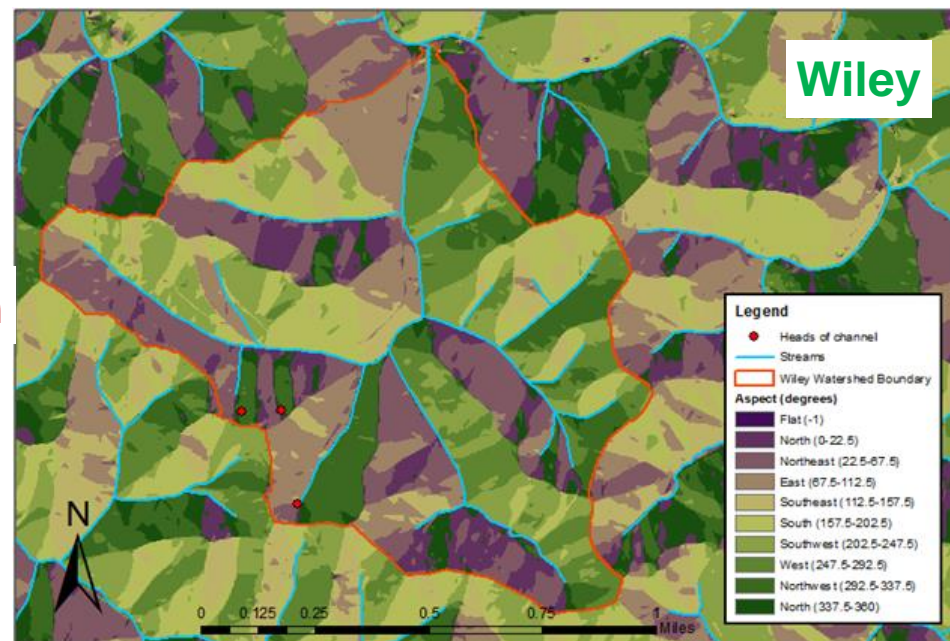 Wiley
Legend
Heads of channel
Streams
Wiley Watershed Boundary
Aspect (degrees)
Flat (-1)
North (0-22.5)
Northeast (22.5-67.5)
East (67.5-112.5)
Southeast (112.5-157.5)
South (157.5-202.5)
Southwest (202.5-247.5)
West (247.5-292.5)
Northwest (292.5-337.5)
North (337.5-360)
N
0 0.125 0.25 0.5 0.75 1
Miles